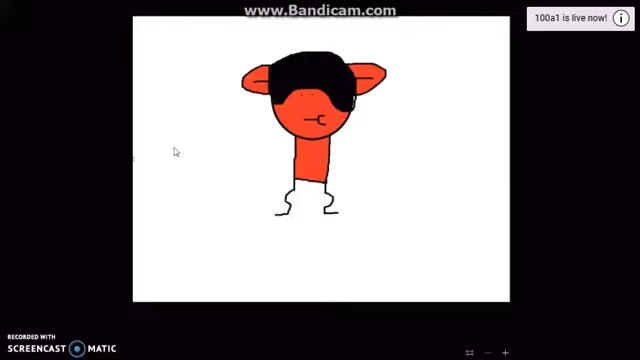 www.Bandicam.com
100a1 is live now!
RECORDED WITH
SCREENCAST MATIC